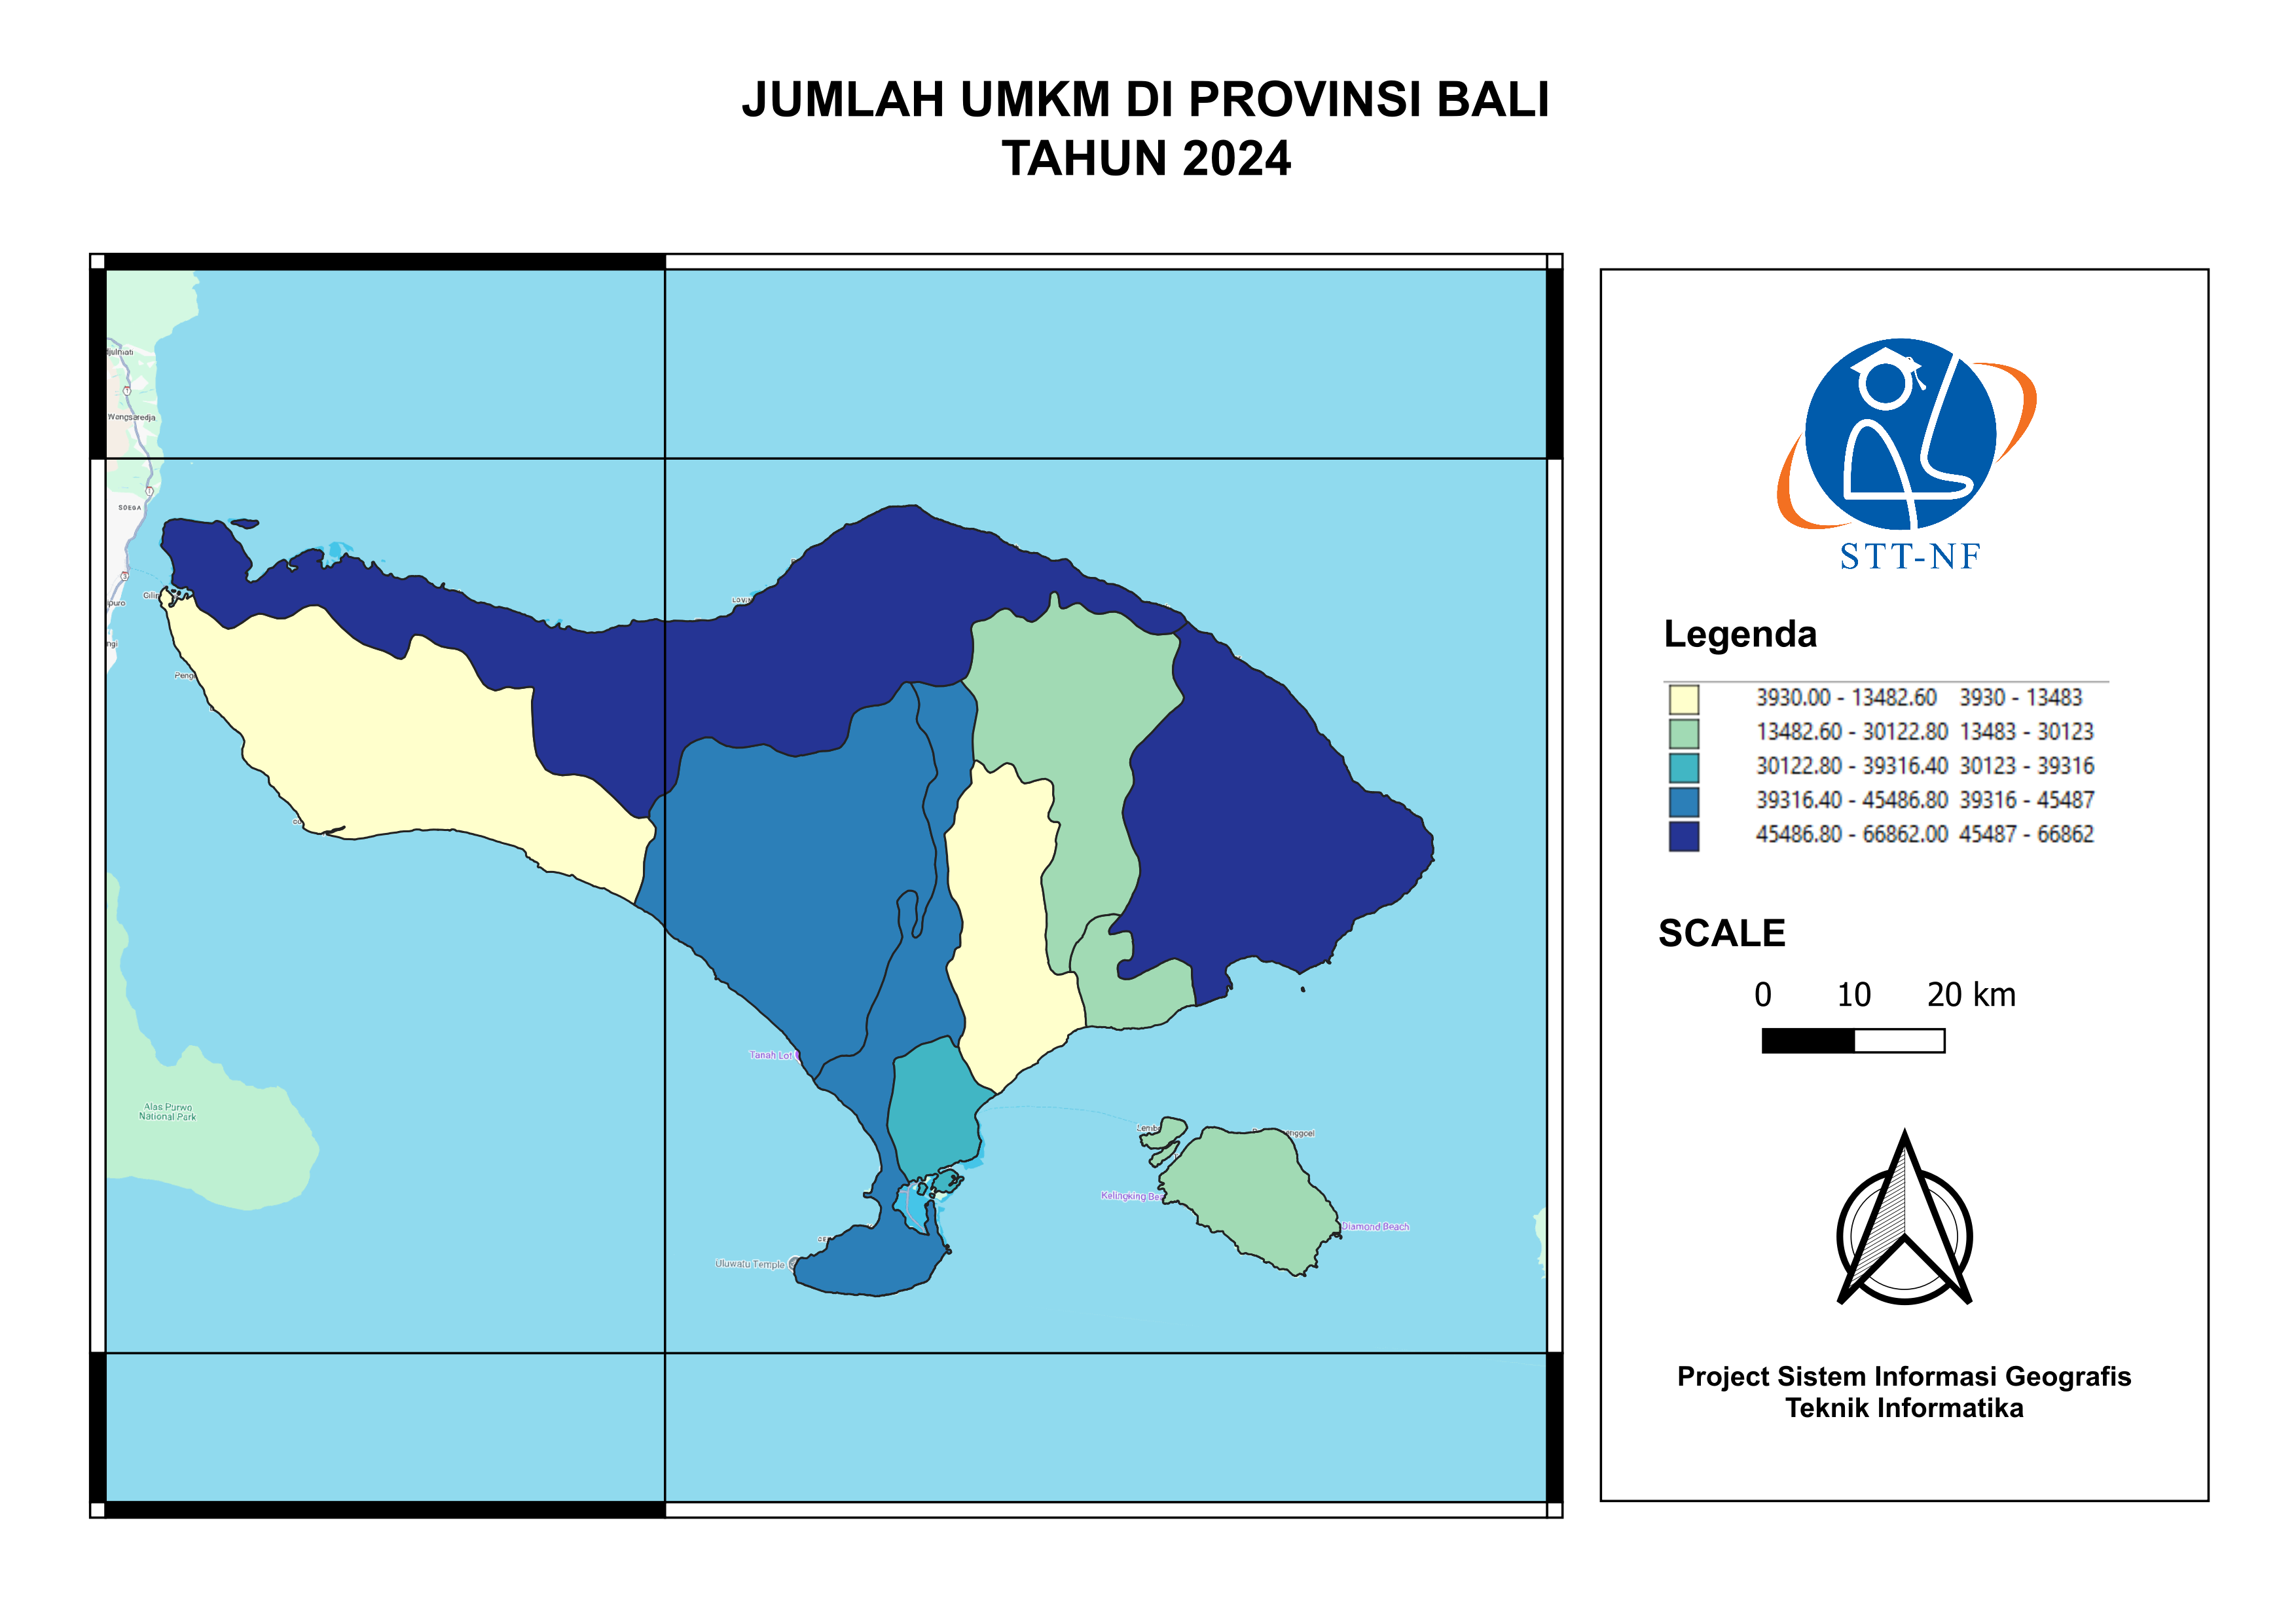 JUMLAH UMKM DI PROVINSI BALI
TAHUN 2024
Wongsaredja
SOEGA
Tanah Lot
Alas Purwo
National Park
Kelingking Bea
Diamond Beach
Uluwatu Temple
STT-NF
Legenda
3930.00 - 13482.60 3930 - 13483
13482.60 - 30122.80 13483 - 30123
30122.80 - 39316.40 30123 - 39316
39316.40 - 45486.80 39316 - 45487
45486.80 - 66862.00 45487 - 66862
SCALE
0 10 20 km
Project Sistem Informasi Geografis
Teknik Informatika